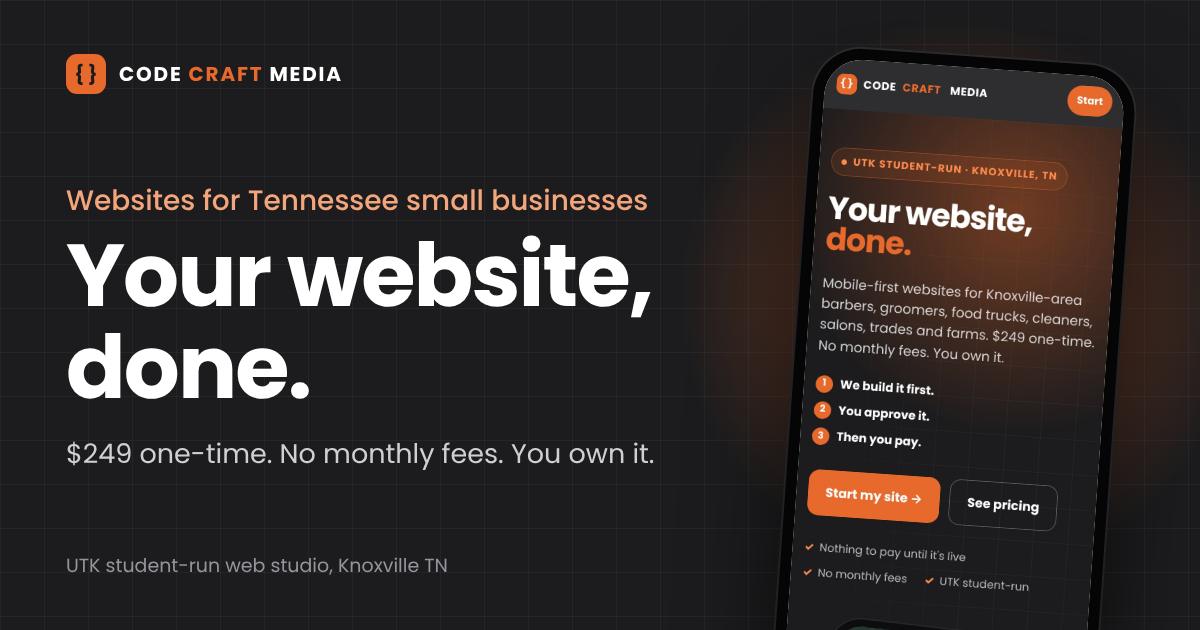 {} CODE CRAFT MEDIA
Websites for Tennessee small businesses
Your website,
done.
$249 one-time. No monthly fees. You own it.
UTK student-run web studio, Knoxville TN
{} CODE CRAFT MEDIA
Start
UTK STUDENT-RUN · KNOXVILLE, TN
Your website,
done.
Mobile-first websites for Knoxville-area
barbers, groomers, food trucks, cleaners,
salons, trades and farms. $249 one-time.
No monthly fees. You own it.
1 We build it first.
2 You approve it.
3 Then you pay.
Start my site →
See pricing
✓ Nothing to pay until it's live
✓ No monthly fees ✓ UTK student-run